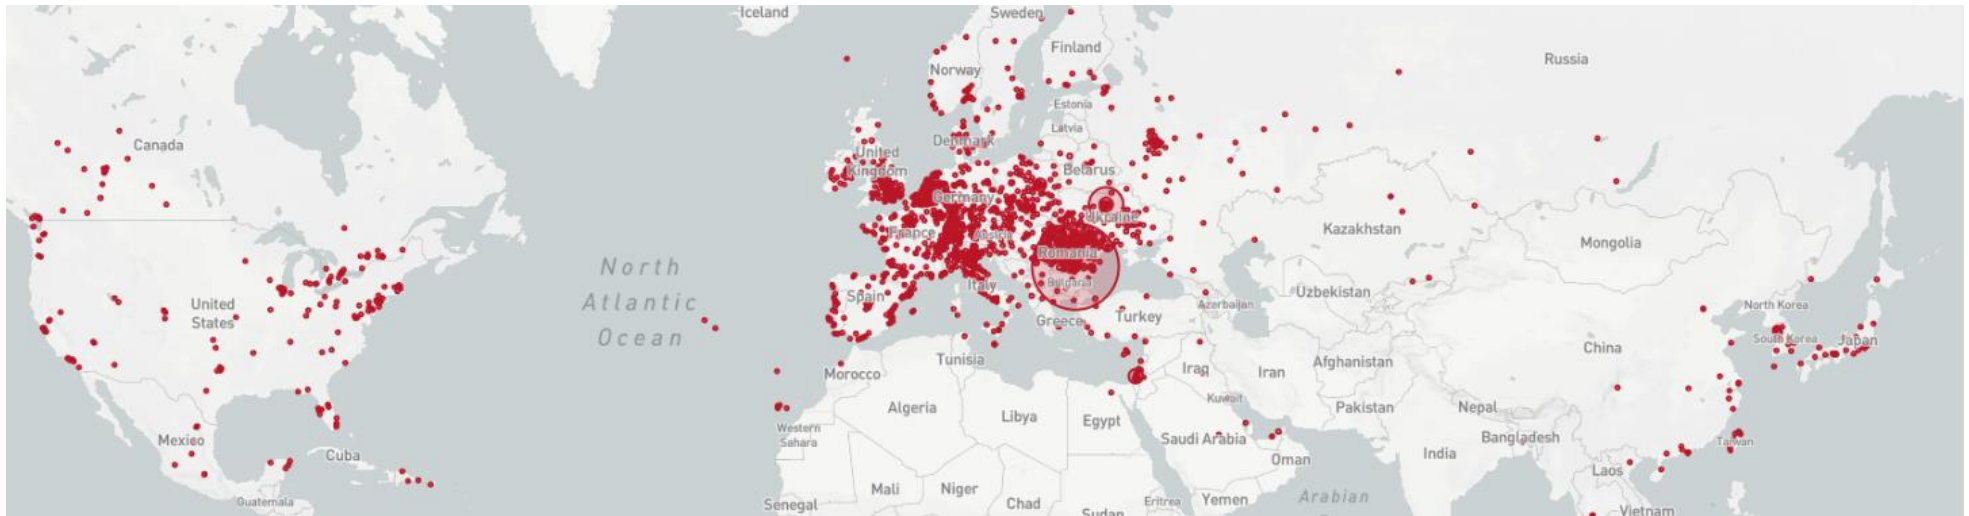 Iceland
Sweden
Finland
Norway
Russia
Estonia
Latvia
Denmark
Canada
United
Kingdom
Belarus
Germany
Ukraine
France
Kazakhstan
Mongolia
Romania
North
Atlantic
Ocean
Italy
Bulgaria
Spain
United
States
Uzbekistan
Azerbaijan
North Korea
Greece
Turkey
South Korea
Japan
China
Tunisia
Morocco
Iraq
Iran
Afghanistan
Kuwait
Algeria
Libya
Egypt
Pakistan
Nepal
Western
Sahara
Mexico
Saudi Arabia
Bangladesh
Taiwan
Cuba
India
Oman
Laos
Mali
Niger
Chad
Guatemala
Senegal
Sudan
Eritrea
Yemen
Arabian
Vietnam